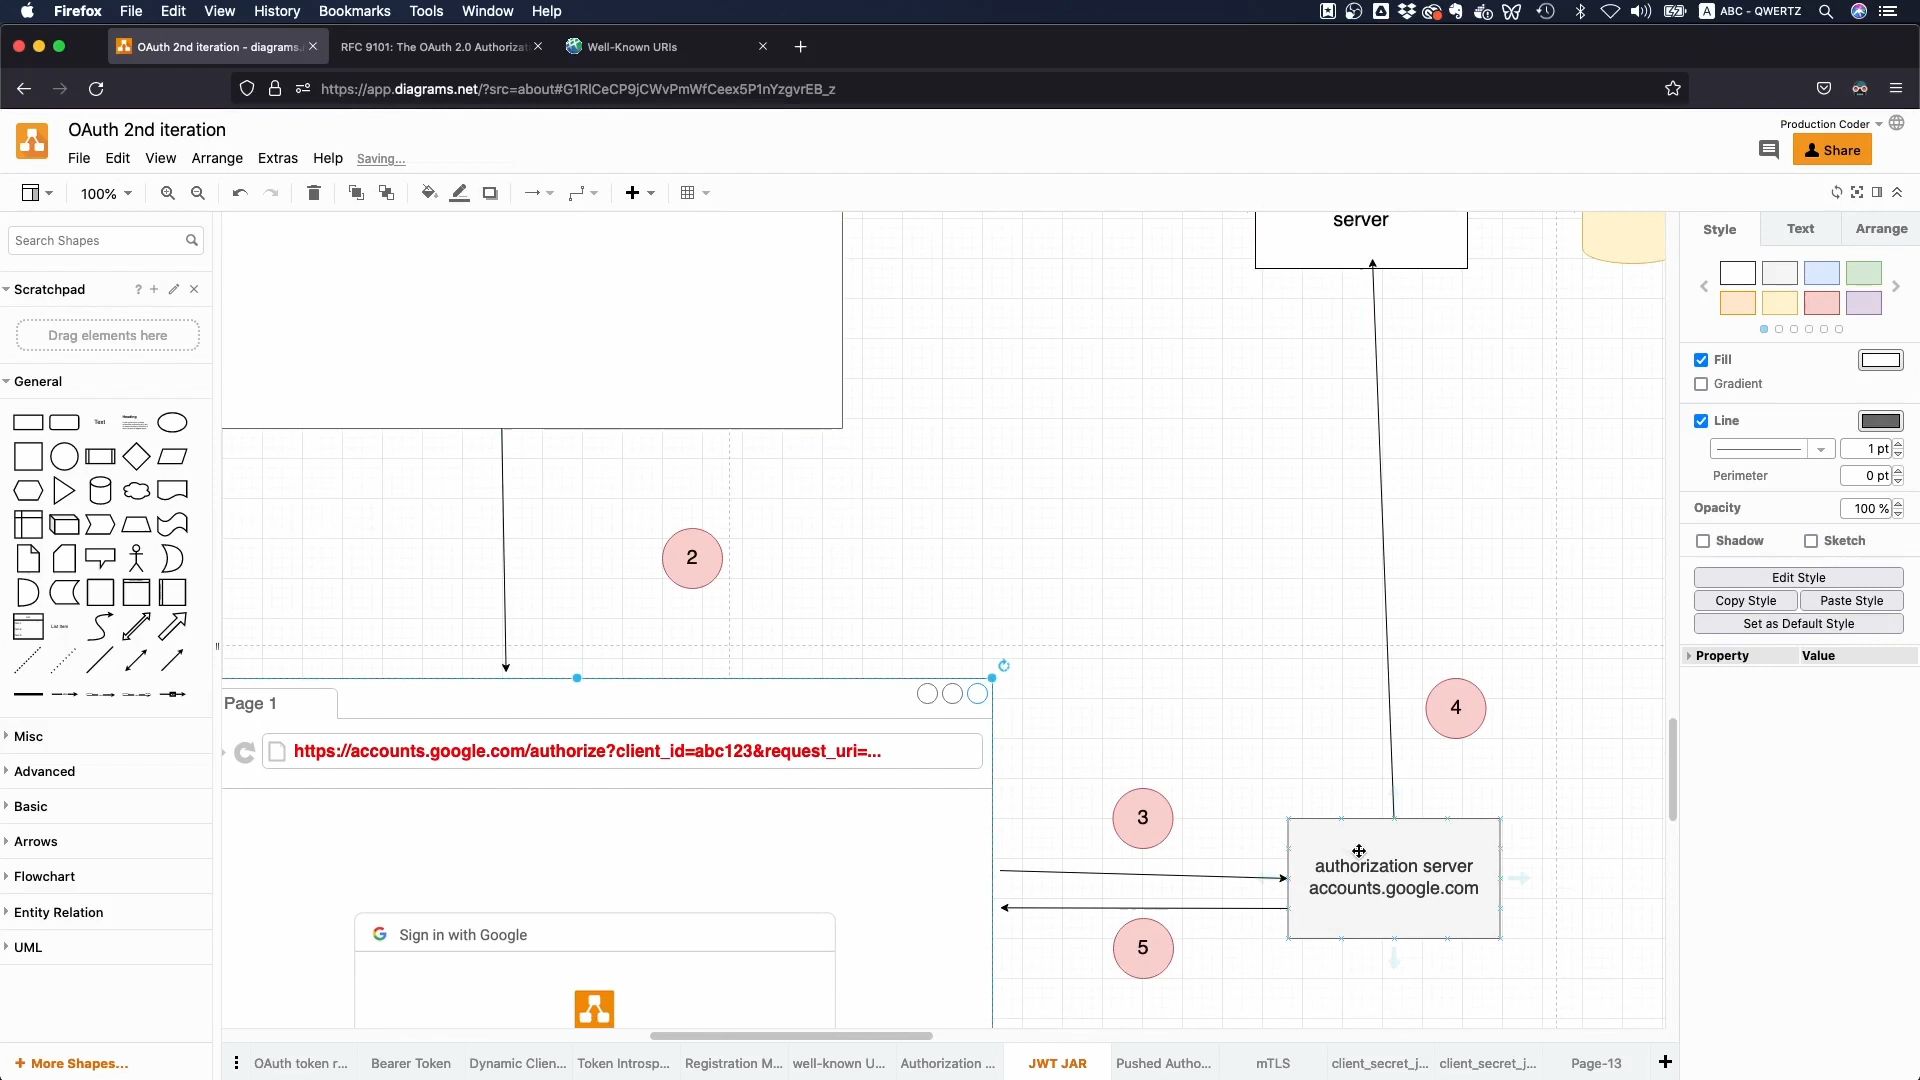 Firefox File Edit View History Bookmarks Tools Window Help
A ABC - QWERTZ
OAuth 2nd iteration - diagrams.
RFC 9101: The OAuth 2.0 Authorizat
Well-Known URIs
https://app.diagrams.net/?src=about#G1RlCeCP9jCWvPmWfCeex5P1nYzgvrEB_z
OAuth 2nd iteration
Production Coder
File Edit View Arrange Extras Help Saving...
Share
100%
Search Shapes
Scratchpad
?
Drag elements here
General
Text
Heading
List Item
Misc
Advanced
Basic
Arrows
Flowchart
Entity Relation
UML
+ More Shapes...
server
2
4
Page 1
https://accounts.google.com/authorize?client_id=abc123&request_uri=...
3
authorization server
accounts.google.com
5
Sign in with Google
Style Text Arrange
Fill
Gradient
Line
1 pt
Perimeter 0 pt
Opacity 100 %
Shadow Sketch
Edit Style
Copy Style Paste Style
Set as Default Style
Property Value
OAuth token r... Bearer Token Dynamic Clien... Token Introsp... Registration M... well-known U... Authorization ... JWT JAR Pushed Autho... mTLS client_secret_j... client_secret_j... Page-13